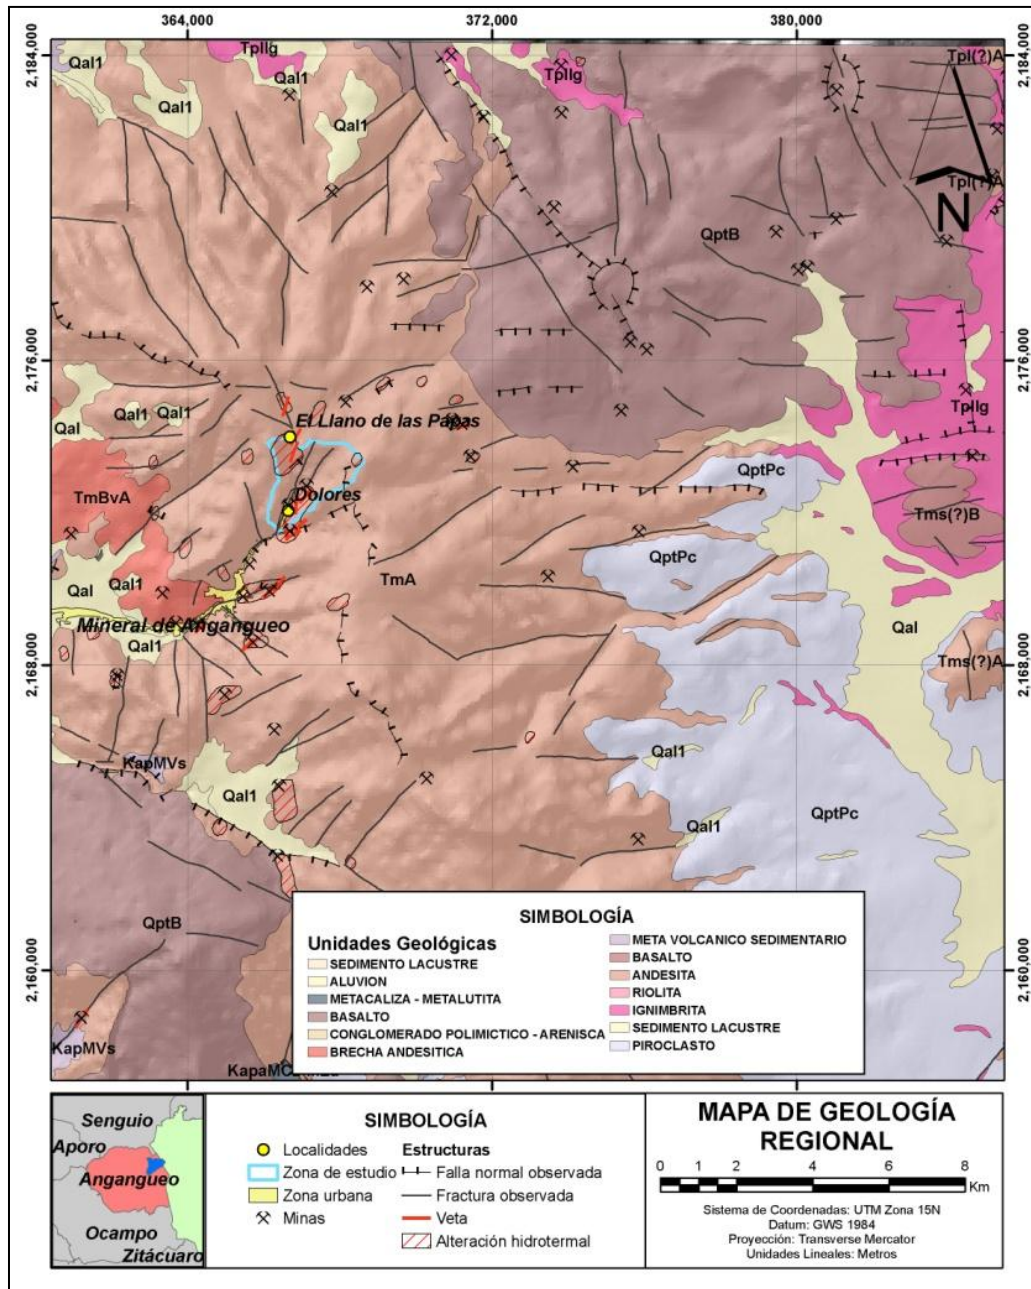 364,000
372,000
380,000
2,184,000
2,184,000
Qal1
TpIIg
Qal1
Qal1
Qal1
TpIIg
Tpl(?)A
Tpl(?)A
N
QptB
2,176,000
2,176,000
Qal1
Qal1
Qal
El Llano de las Papas
TpIIg
QptPc
TmBvA
Dolores
Tms(?)B
QptPc
TmA
Qal
Qal1
Qal
Mineral de Angangueo
Qal1
2,168,000
2,168,000
Tms(?)A
KapMVs
Qal1
Qal1
Qal1
QptPc
QptB
2,160,000
2,160,000
KapMVs
SIMBOLOGÍA
Unidades Geológicas
SEDIMENTO LACUSTRE
ALUVION
METACALIZA - METALUTITA
BASALTO
CONGLOMERADO POLIMICTICO - ARENISCA
BRECHA ANDESITICA
META VOLCANICO SEDIMENTARIO
BASALTO
ANDESITA
RIOLITA
IGNIMBRITA
SEDIMENTO LACUSTRE
PIROCLASTO
Senguio
Aporo
Angangueo
Ocampo
Zitácuaro
SIMBOLOGÍA
Localidades
Zona de estudio
Zona urbana
Minas
Estructuras
Falla normal observada
Fractura observada
Veta
Alteración hidrotermal
MAPA DE GEOLOGÍA
REGIONAL
0 1 2 4 6 8
Km
Sistema de Coordenadas: UTM Zona 15N
Datum: GWS 1984
Proyección: Transverse Mercator
Unidades Lineales: Metros